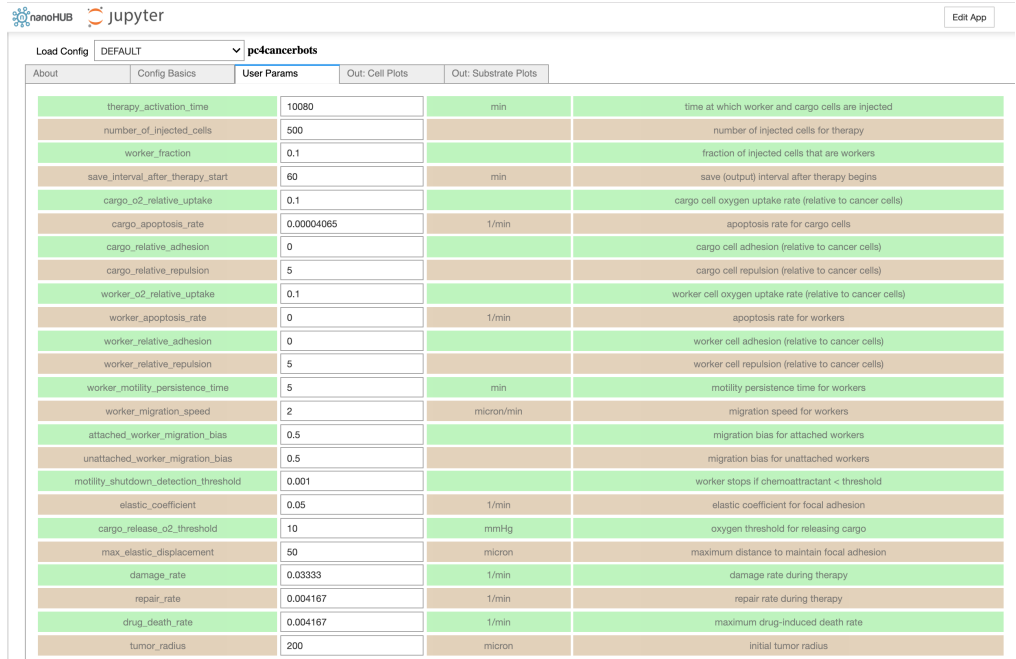 nanoHUB jupyter Edit App
Load Config DEFAULT pc4cancerbots
About Config Basics User Params Out: Cell Plots Out: Substrate Plots
therapy_activation_time 10080 min time at which worker and cargo cells are injected
number_of_injected_cells 500 number of injected cells for therapy
worker_fraction 0.1 fraction of injected cells that are workers
save_interval_after_therapy_start 60 min save (output) interval after therapy begins
cargo_o2_relative_uptake 0.1 cargo cell oxygen uptake rate (relative to cancer cells)
cargo_apoptosis_rate 0.00004065 1/min apoptosis rate for cargo cells
cargo_relative_adhesion 0 cargo cell adhesion (relative to cancer cells)
cargo_relative_repulsion 5 cargo cell repulsion (relative to cancer cells)
worker_o2_relative_uptake 0.1 worker cell oxygen uptake rate (relative to cancer cells)
worker_apoptosis_rate 0 1/min apoptosis rate for workers
worker_relative_adhesion 0 worker cell adhesion (relative to cancer cells)
worker_relative_repulsion 5 worker cell repulsion (relative to cancer cells)
worker_motility_persistence_time 5 min motility persistence time for workers
worker_migration_speed 2 micron/min migration speed for workers
attached_worker_migration_bias 0.5 migration bias for attached workers
unattached_worker_migration_bias 0.5 migration bias for unattached workers
motility_shutdown_detection_threshold 0.001 worker stops if chemoattractant < threshold
elastic_coefficient 0.05 1/min elastic coefficient for focal adhesion
cargo_release_o2_threshold 10 mmHg oxygen threshold for releasing cargo
max_elastic_displacement 50 micron maximum distance to maintain focal adhesion
damage_rate 0.03333 1/min damage rate during therapy
repair_rate 0.004167 1/min repair rate during therapy
drug_death_rate 0.004167 1/min maximum drug-induced death rate
tumor_radius 200 micron initial tumor radius